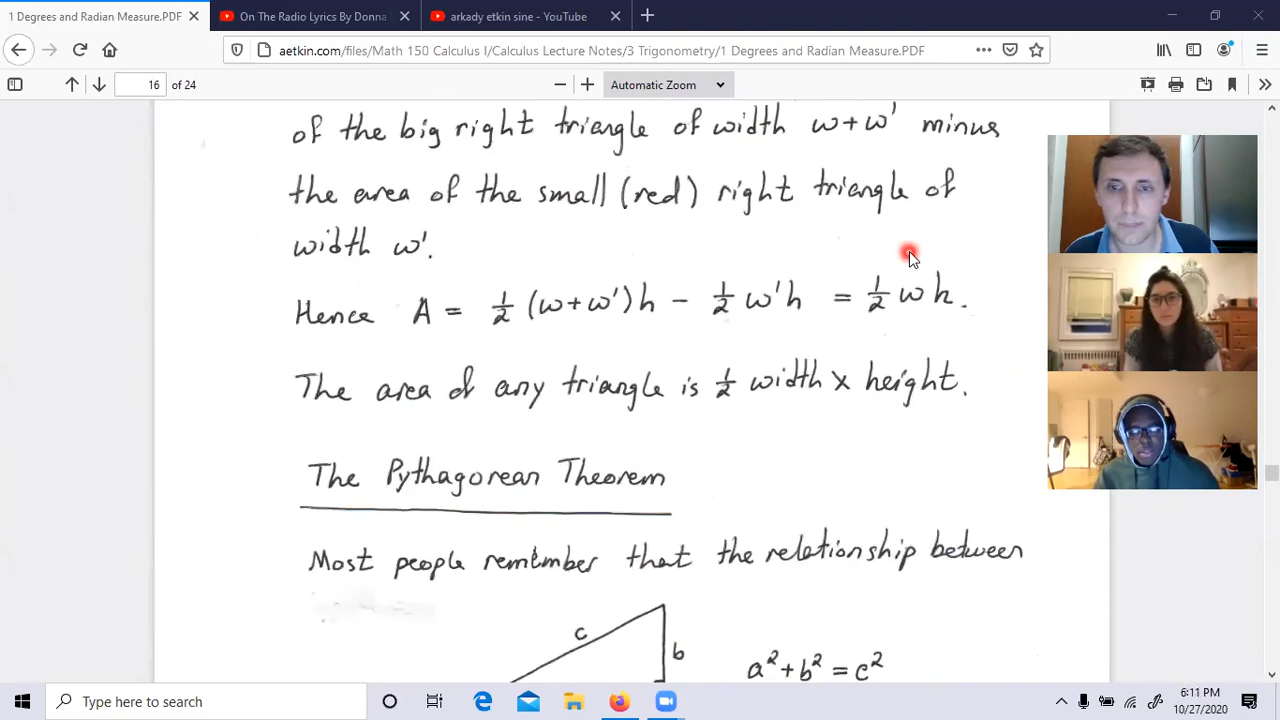 1 Degrees and Radian Measure.PDF
On The Radio Lyrics By Donna
arkady etkin sine - YouTube
aetkin.com/files/Math 150 Calculus I/Calculus Lecture Notes/3 Trigonometry/1 Degrees and Radian Measure.PDF
16 of 24
Automatic Zoom
of the big right triangle of width w+w' minus
the area of the small (red) right triangle of
width w'.
Hence A = 1/2 (w+w')h - 1/2 w'h = 1/2 w h.
The area of any triangle is 1/2 width x height.
The Pythagorean Theorem
Most people remember that the relationship between
c
b
a²+b²=c²
Type here to search
6:11 PM
10/27/2020